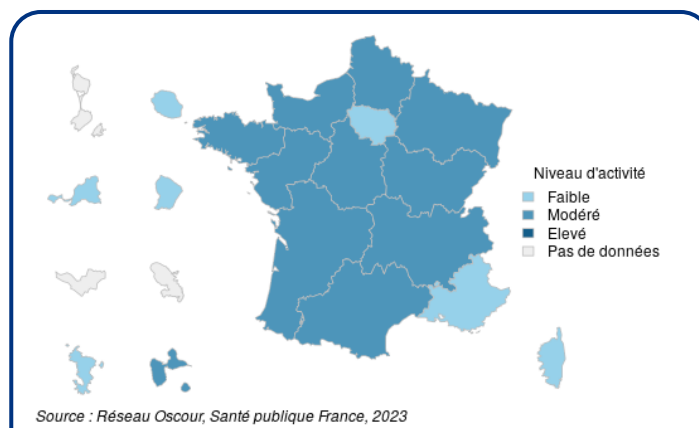 Niveau d'activité
Faible
Modéré
Elevé
Pas de données
Source : Réseau Oscour, Santé publique France, 2023